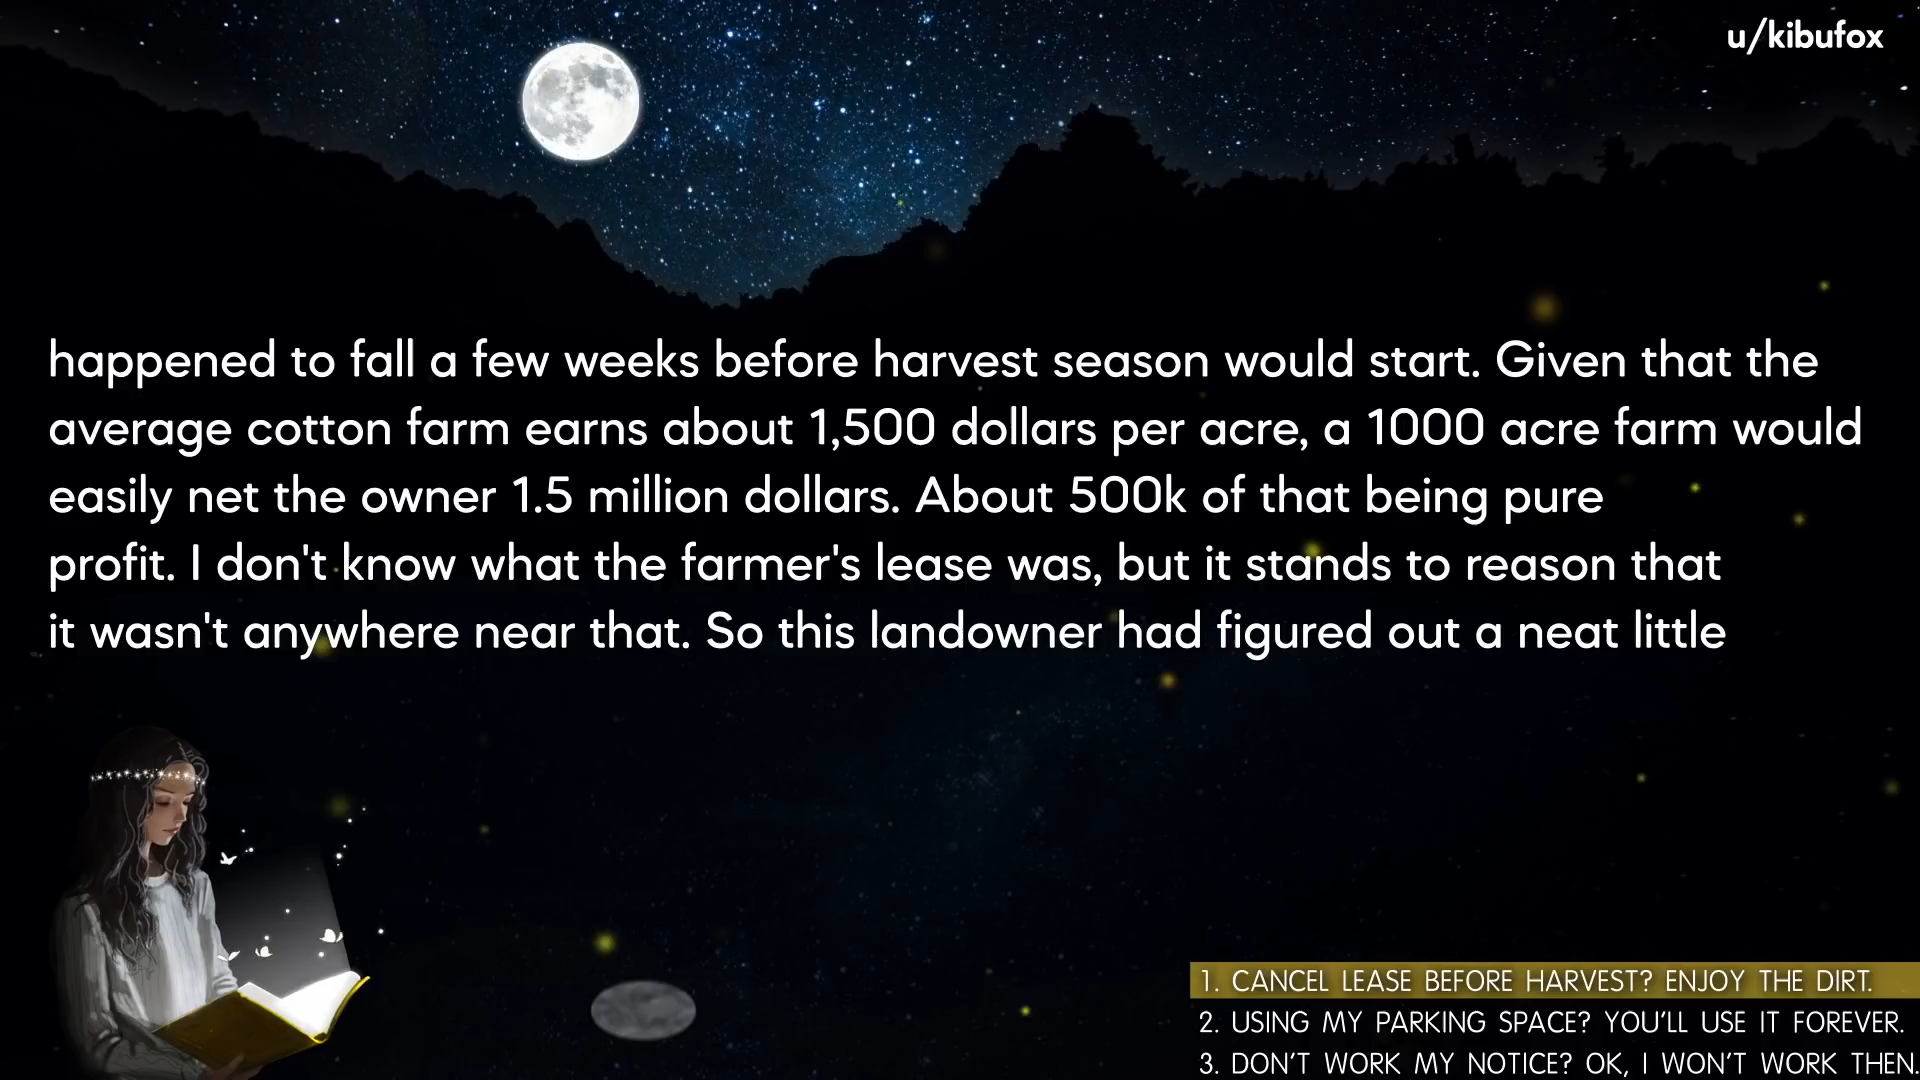 u/kibufox
happened to fall a few weeks before harvest season would start. Given that the
average cotton farm earns about 1,500 dollars per acre, a 1000 acre farm would
easily net the owner 1.5 million dollars. About 500k of that being pure
profit. I don't know what the farmer's lease was, but it stands to reason that
it wasn't anywhere near that. So this landowner had figured out a neat little
1. CANCEL LEASE BEFORE HARVEST? ENJOY THE DIRT.
2. USING MY PARKING SPACE? YOU'LL USE IT FOREVER.
3. DON'T WORK MY NOTICE? OK, I WON'T WORK THEN.